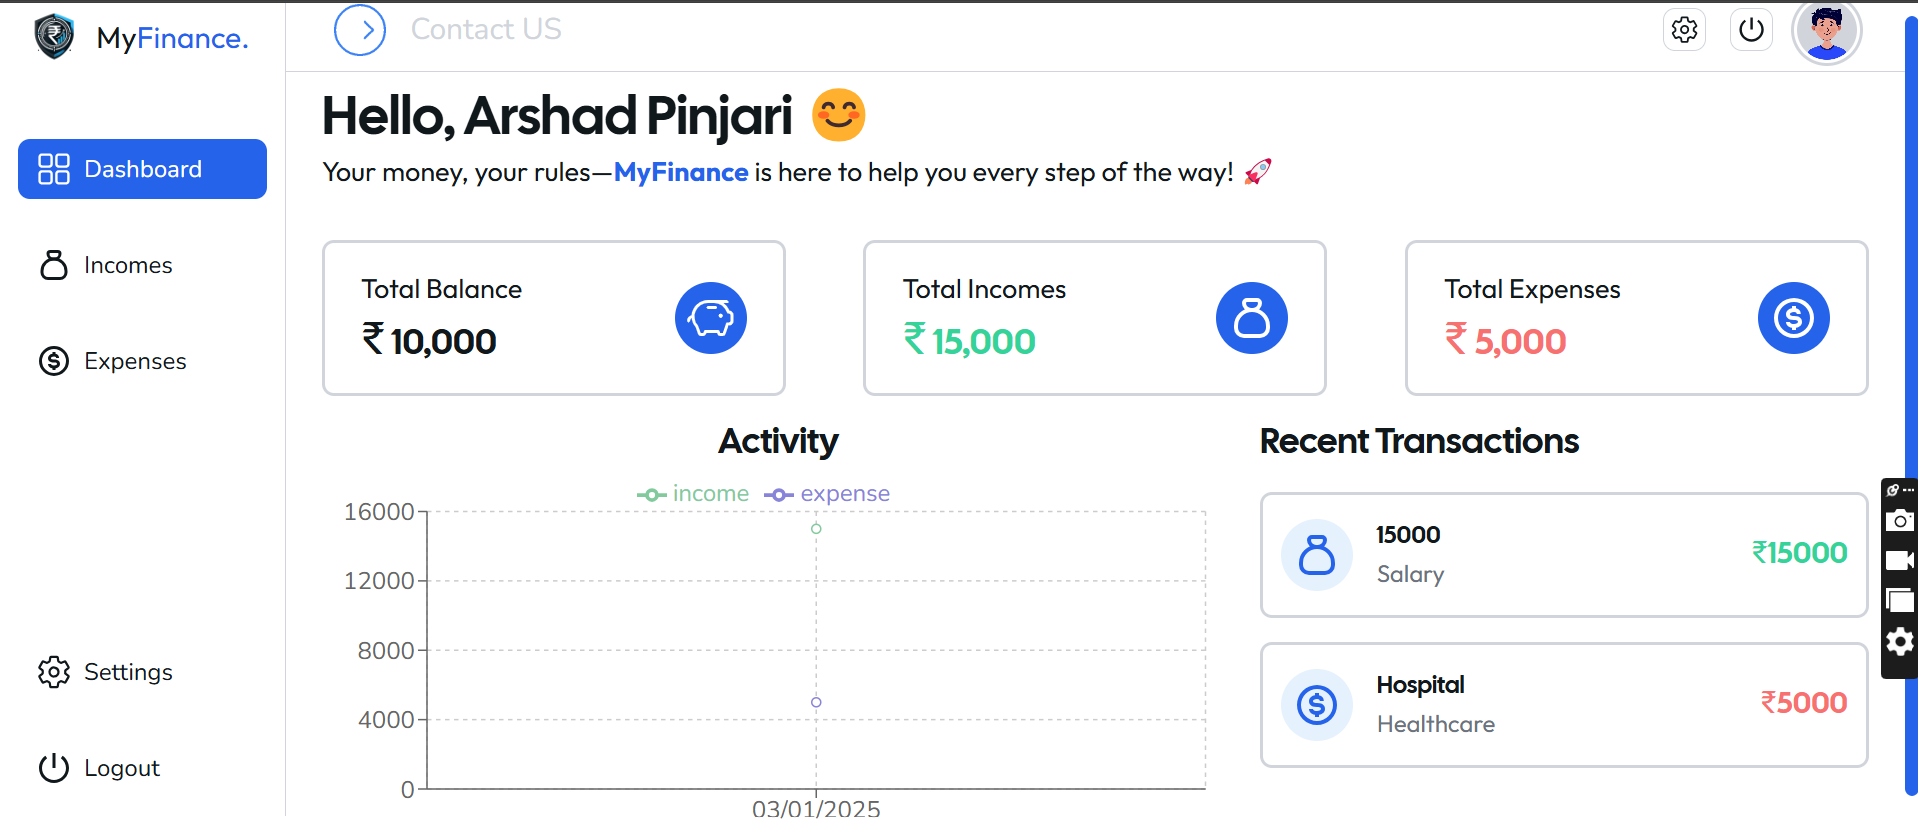 MyFinance.
Contact US
Hello, Arshad Pinjari 😊
Your money, your rules—MyFinance is here to help you every step of the way! 🚀
Dashboard
Incomes
Expenses
Settings
Logout
Total Balance
₹ 10,000
Total Incomes
₹ 15,000
Total Expenses
₹ 5,000
Activity
income expense
16000
12000
8000
4000
0
03/01/2025
Recent Transactions
15000
Salary
₹15000
Hospital
Healthcare
₹5000